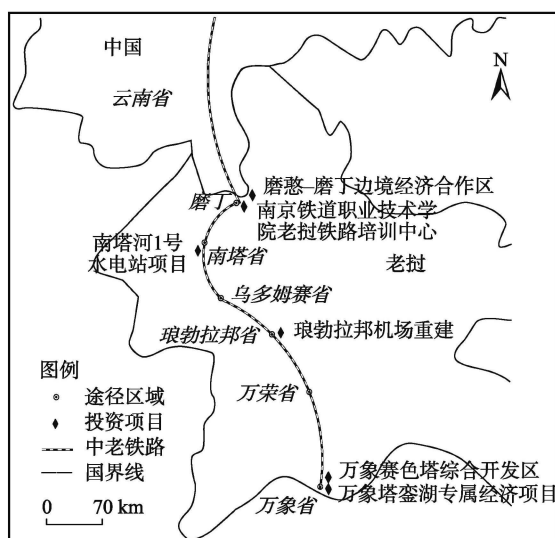 中国
云南省
N
磨憨—磨丁边境经济合作区
磨丁
南京铁道职业技术学
院老挝铁路培训中心
南塔河1号
水电站项目
南塔省
老挝
乌多姆赛省
琅勃拉邦省
琅勃拉邦机场重建
图例
途径区域
投资项目
中老铁路
国界线
万荣省
万象赛色塔综合开发区
万象塔銮湖专属经济项目
万象省
0 70 km